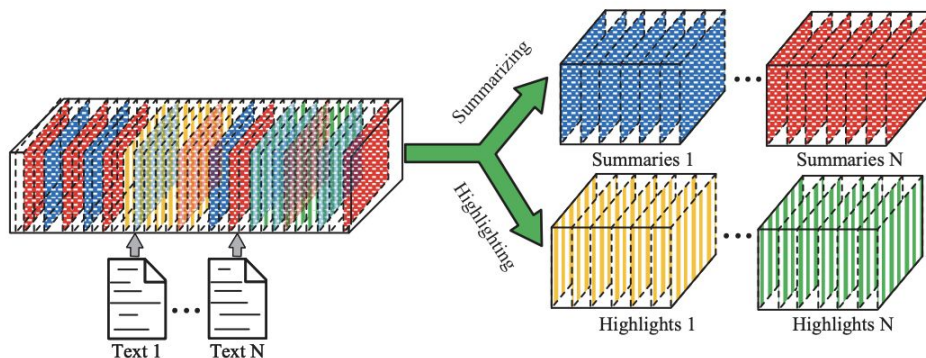 Summarizing
Summaries 1
...
Summaries N
Highlighting
Highlights 1
...
Highlights N
Text 1
...
Text N